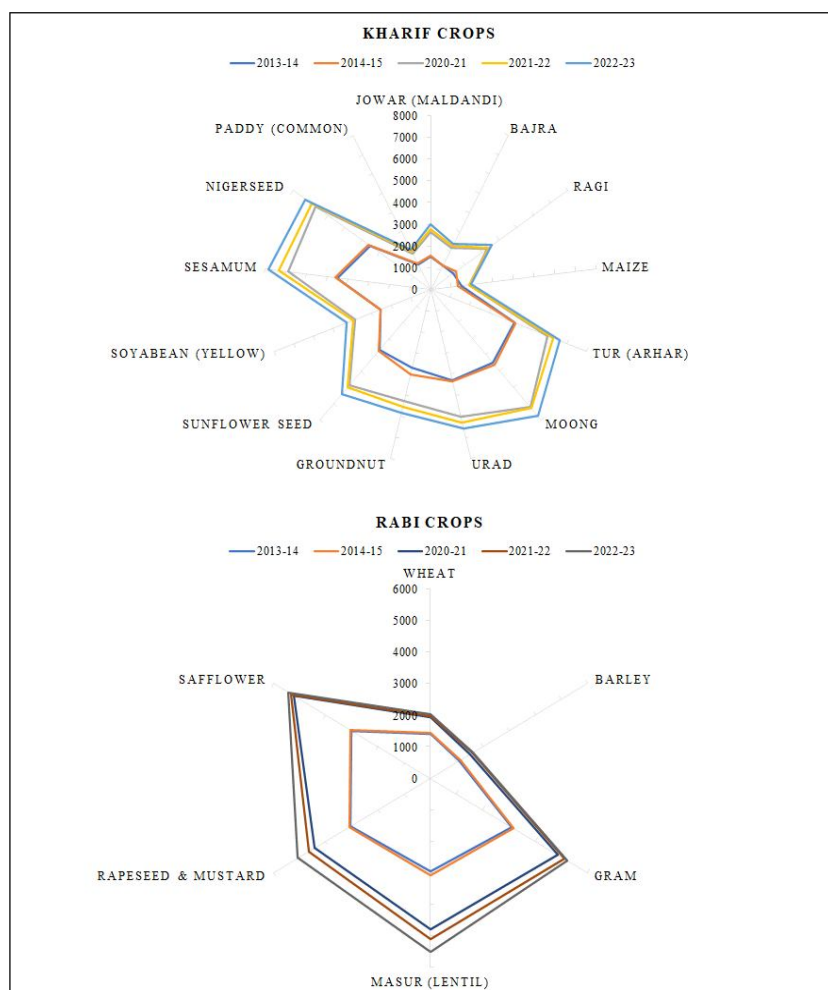 KHARIF CROPS
2013-14 2014-15 2020-21 2021-22 2022-23
JOWAR (MALDANDI)
8000
PADDY (COMMON)
BAJRA
7000
6000
NIGERSEED
RAGI
5000
4000
3000
2000
SESAMUM
MAIZE
1000
0
SOYABEAN (YELLOW)
TUR (ARHAR)
SUNFLOWER SEED
MOONG
GROUNDNUT
URAD
RABI CROPS
2013-14 2014-15 2020-21 2021-22 2022-23
WHEAT
6000
5000
4000
SAFFLOWER
BARLEY
3000
2000
1000
0
RAPESEED & MUSTARD
GRAM
MASUR (LENTIL)